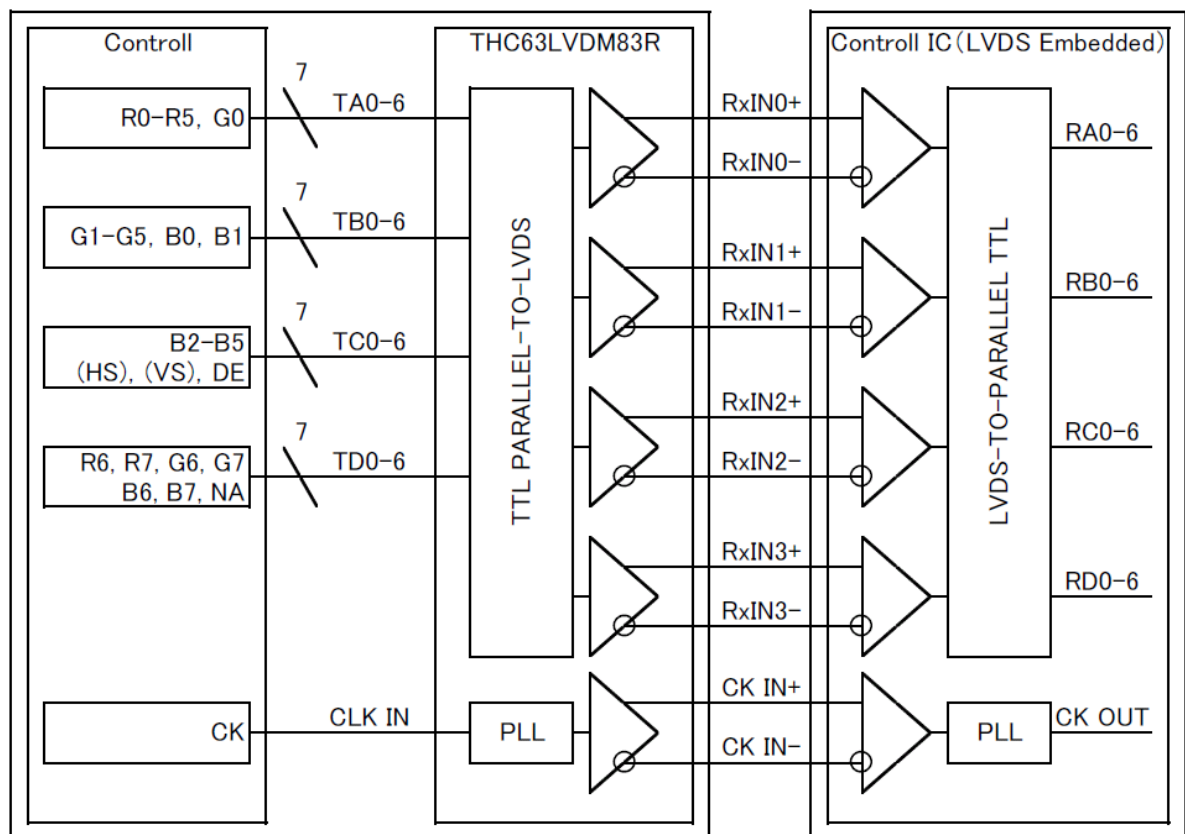 Controll
THC63LVDM83R
Controll IC(LVDS Embedded)
7
R0-R5, G0
TA0-6
RxIN0+
RxIN0-
RA0-6
7
G1-G5, B0, B1
TB0-6
RxIN1+
RxIN1-
RB0-6
7
B2-B5
(HS), (VS), DE
TC0-6
RxIN2+
RxIN2-
RC0-6
7
R6, R7, G6, G7
B6, B7, NA
TD0-6
RxIN3+
RxIN3-
RD0-6
TTL PARALLEL-TO-LVDS
LVDS-TO-PARALLEL TTL
CK
CLK IN
PLL
CK IN+
CK IN-
PLL
CK OUT